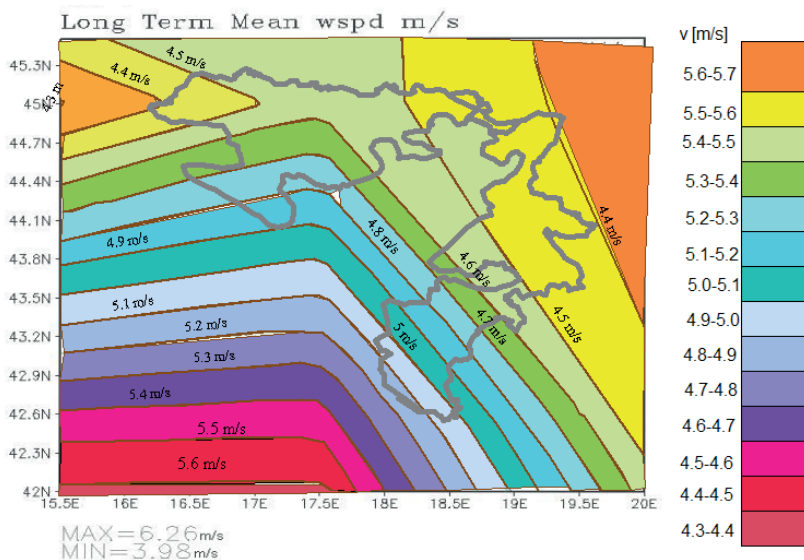 Long Term Mean wspd m/s
v [m/s]
45.3N
45N
44.7N
44.4N
44.1N
43.8N
43.5N
43.2N
42.9N
42.6N
42.3N
42N
15.5E
16E
16.5E
17E
17.5E
18E
18.5E
19E
19.5E
20E
4.5 m/s
4.4 m/s
4.3 m
4.9 m/s
4.8 m/s
4.4 m/s
4.6 m/s
4.5 m/s
4.7 m/s
5 m/s
5.1 m/s
5.2 m/s
5.3 m/s
5.4 m/s
5.5 m/s
5.6 m/s
5.6-5.7
5.5-5.6
5.4-5.5
5.3-5.4
5.2-5.3
5.1-5.2
5.0-5.1
4.9-5.0
4.8-4.9
4.7-4.8
4.6-4.7
4.5-4.6
4.4-4.5
4.3-4.4
MAX=6.26m/s
MIN=3.98m/s